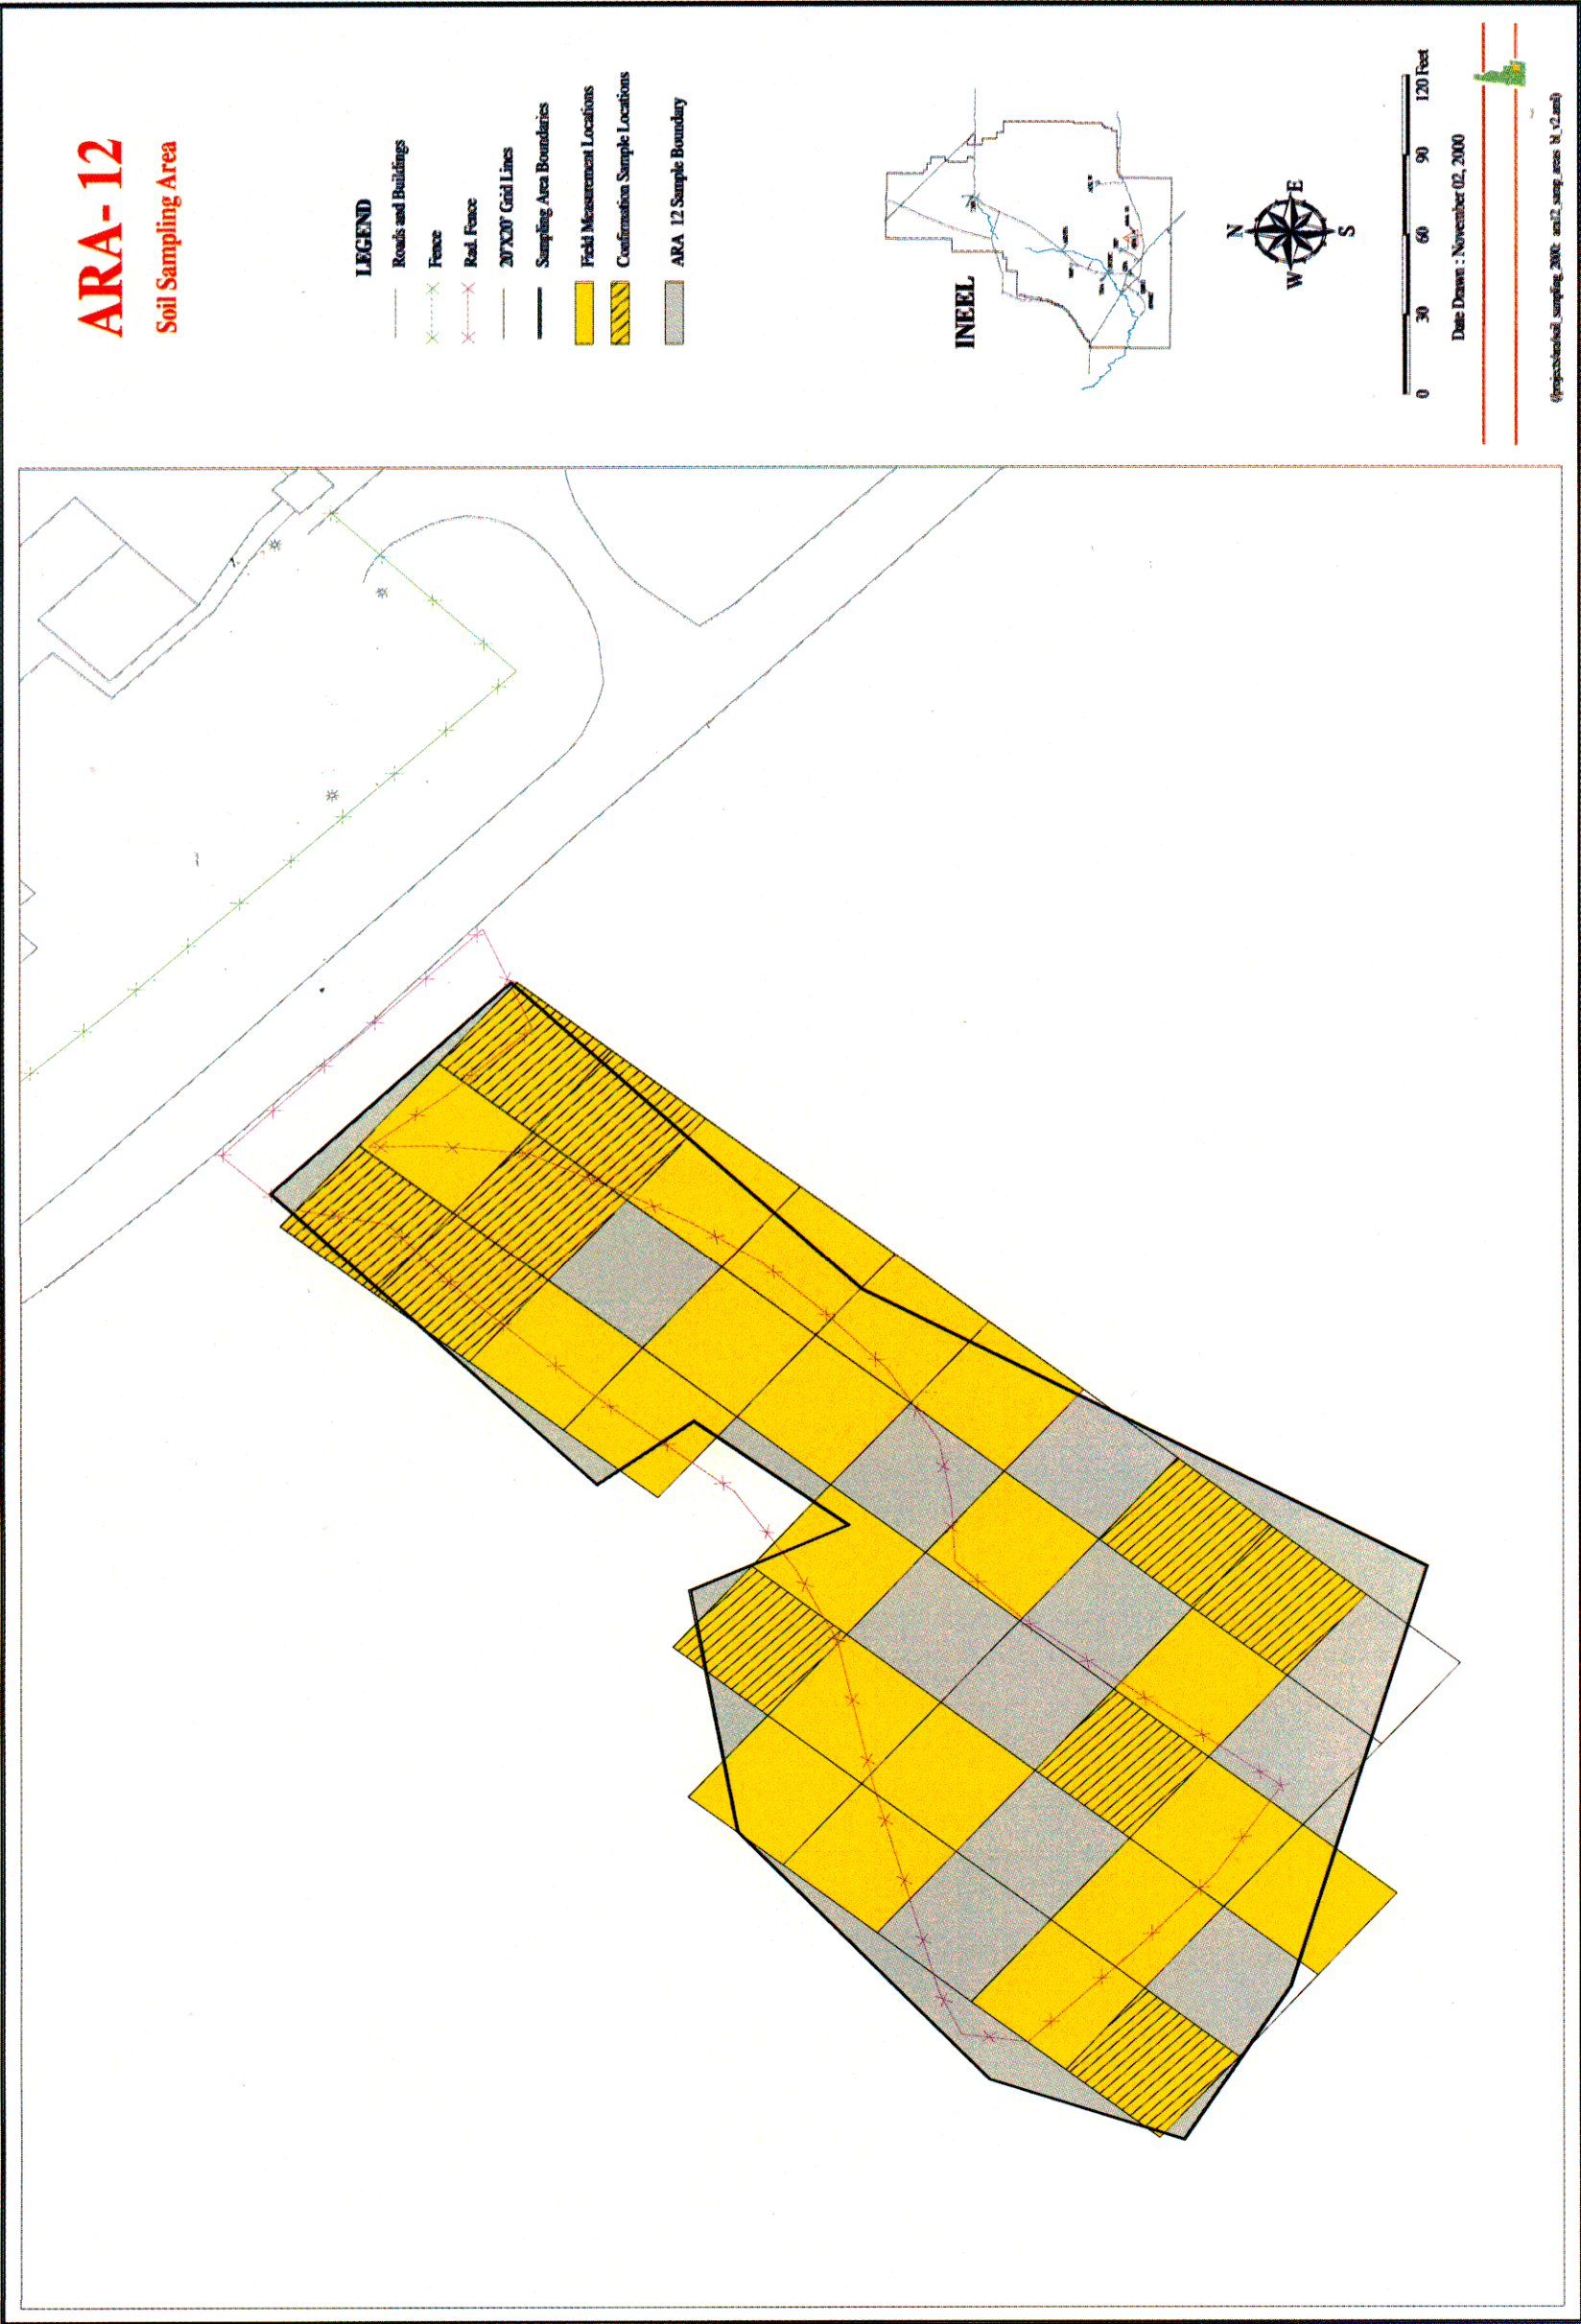 ARA- 12
Soil Sampling Area
LEGEND
Roads and Buildings
Fence
Rad. Fence
20'X20' Grid Lines
Sampling Area Boundaries
Field Measurement Locations
Confirmation Sample Locations
ARA 12 Sample Boundary
INEEL
N
W
E
S
0 30 60 90 120 Feet
Date Drawn : November 02, 2000